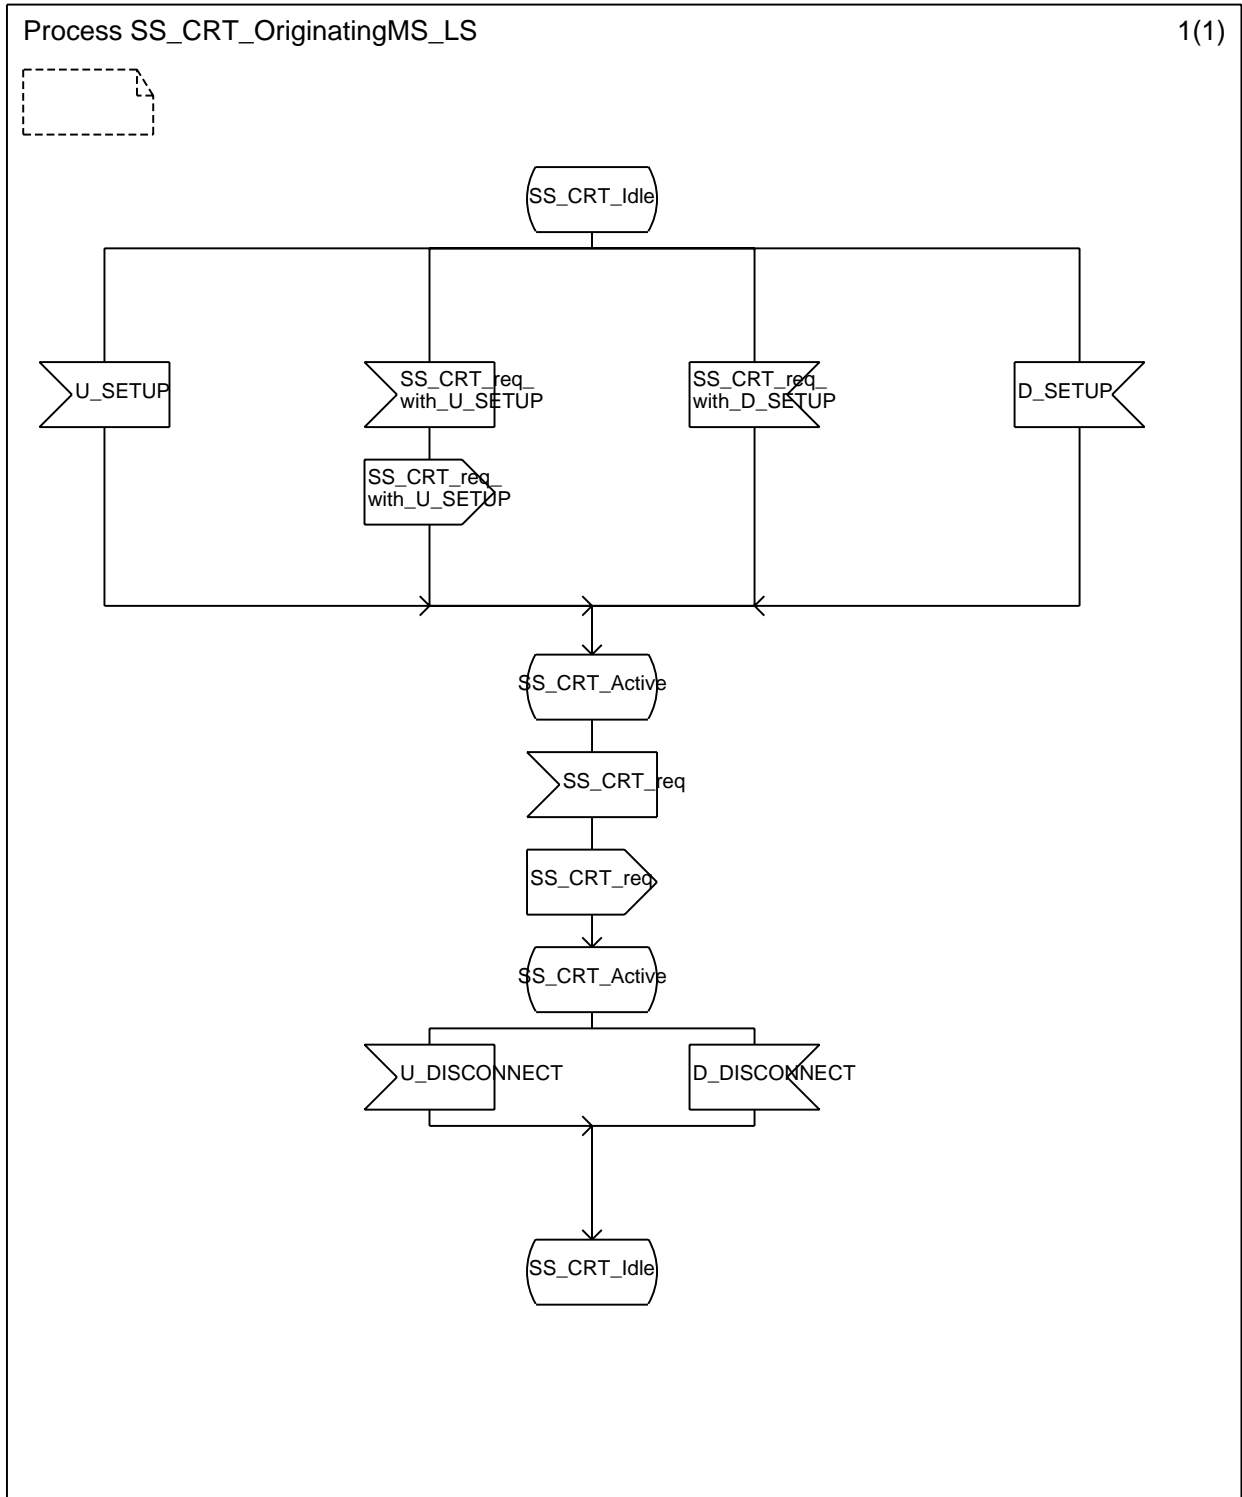 Process SS_CRT_OriginatingMS_LS
1(1)
SS_CRT_Idle
U_SETUP
SS_CRT_req_
with_U_SETUP
SS_CRT_req_
with_D_SETUP
D_SETUP
SS_CRT_req_
with_U_SETUP
SS_CRT_Active
SS_CRT_req
SS_CRT_req
SS_CRT_Active
U_DISCONNECT
D_DISCONNECT
SS_CRT_Idle